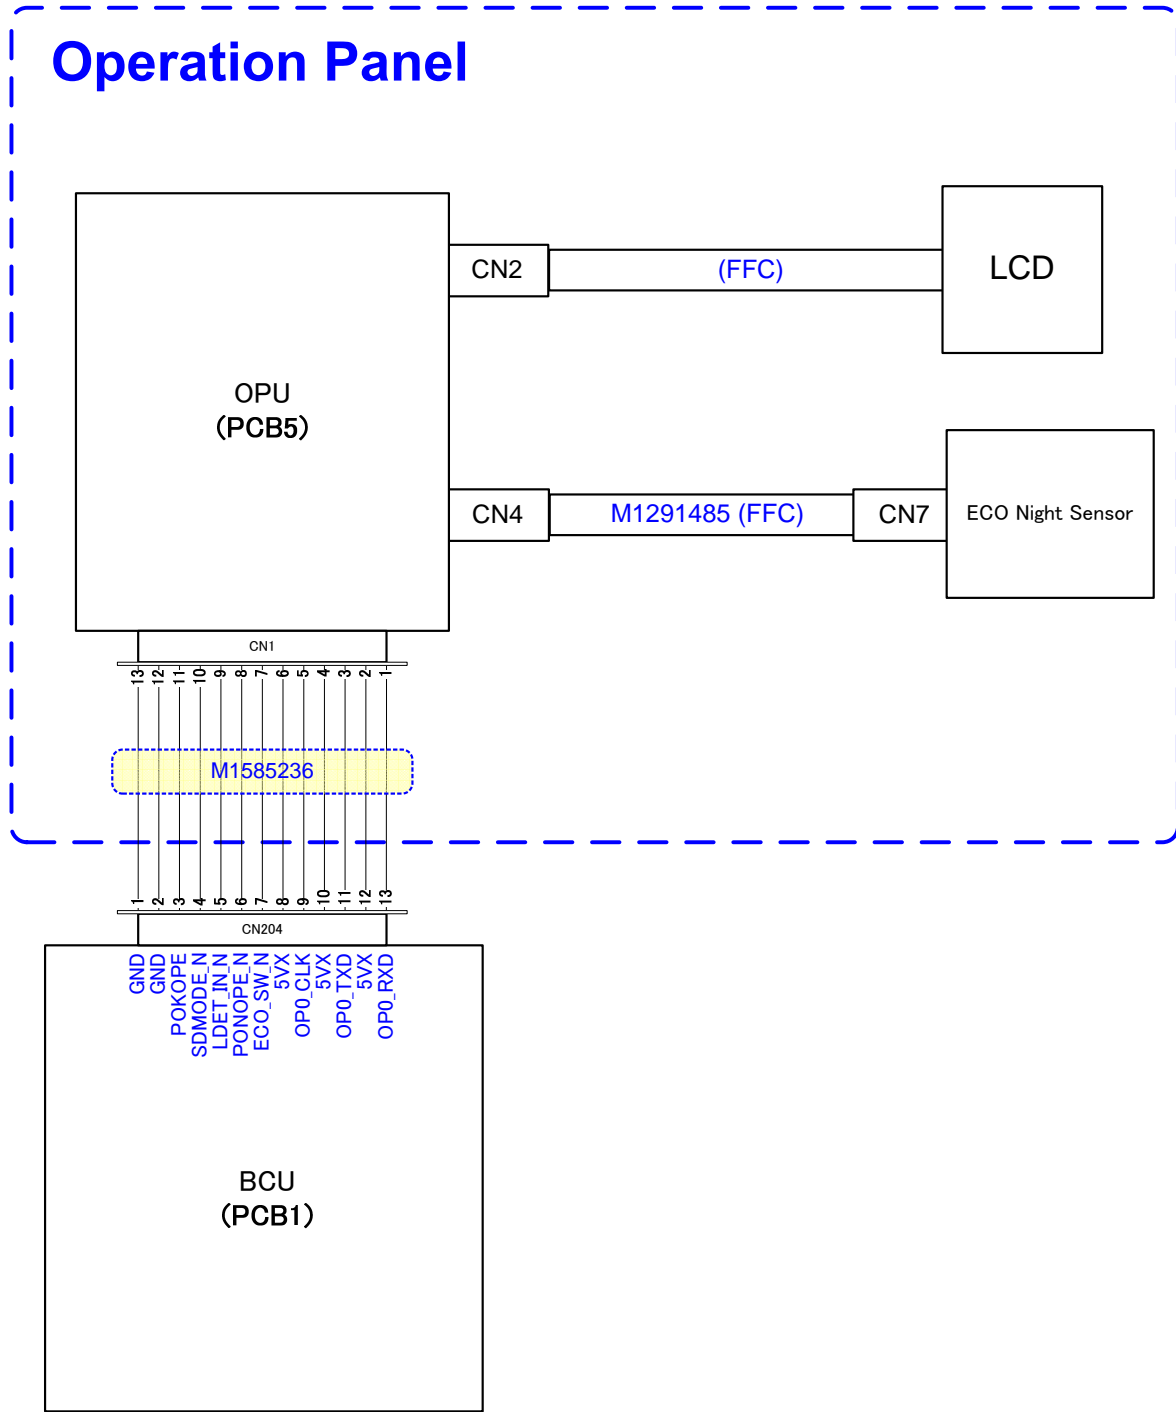 Operation Panel
CN2
(FFC)
LCD
OPU
(PCB5)
CN4
M1291485 (FFC)
CN7
ECO Night Sensor
CN1
13 12 11 10 9 8 7 6 5 4 3 2 1
M1585236
1 2 3 4 5 6 7 8 9 10 11 12 13
CN204
GND
GND
POKOPE
SDMODE_N
LDET_IN_N
PONOPE_N
ECO_SW_N
5VX
OP0_CLK
5VX
OP0_TXD
5VX
OP0_RXD
BCU
(PCB1)